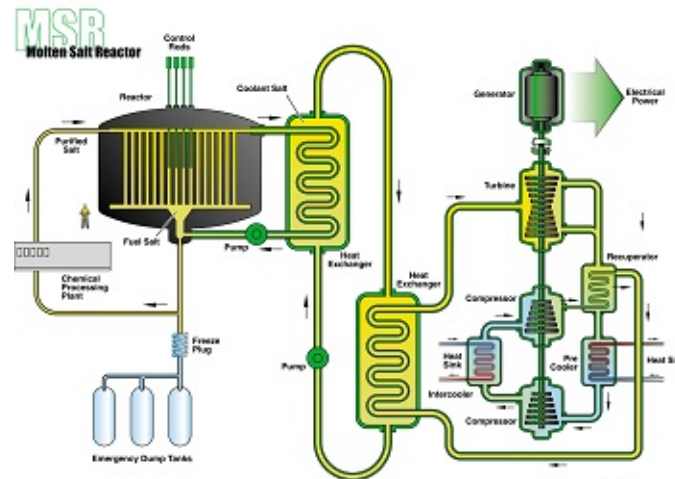 MSR
Molten Salt Reactor
Control
Rods
Reactor
Coolant Salt
Purified
Salt
Fuel Salt
Pump
Heat
Exchanger
Chemical
Processing
Plant
Freeze
Plug
Emergency Dump Tanks
Pump
Heat
Exchanger
Generator
Electrical
Power
Turbine
Recuperator
Compressor
Heat
Sink
Intercooler
Pre
Cooler
Heat Si
Compressor